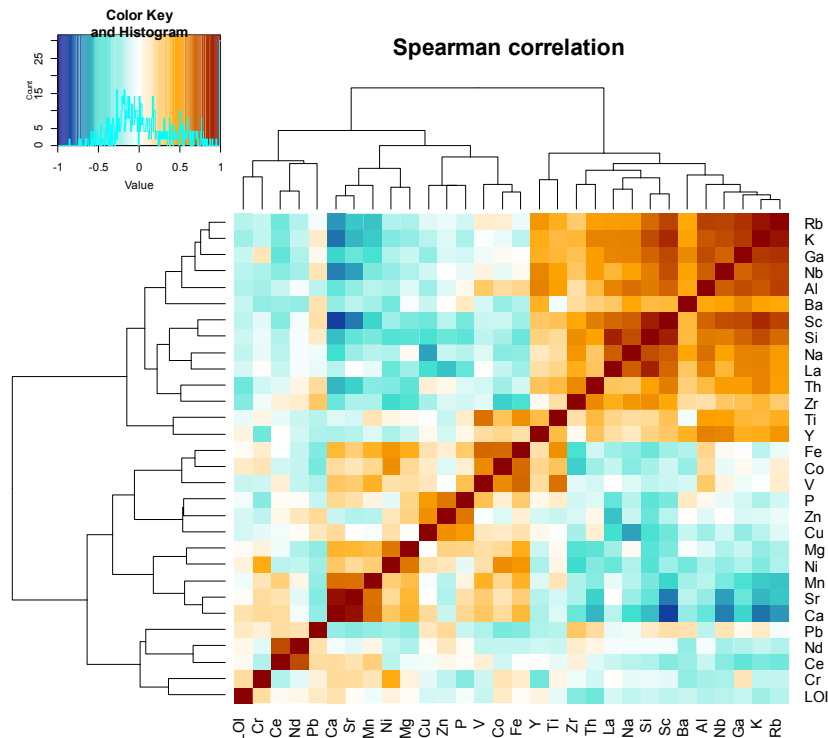 Color Key
and Histogram
Count
0 5 15 25
-1 -0.5 0 0.5 1
Value
Spearman correlation
Rb
K
Ga
Nb
Al
Ba
Sc
Si
Na
La
Th
Zr
Ti
Y
Fe
Co
V
P
Zn
Cu
Mg
Ni
Mn
Sr
Ca
Pb
Nd
Ce
Cr
LOI
LOI Cr Ce Nd Pb Ca Sr Mn Ni Mg Cu Zn P V Co Fe Y Ti Zr Th La Na Si Sc Ba Al Nb Ga K Rb